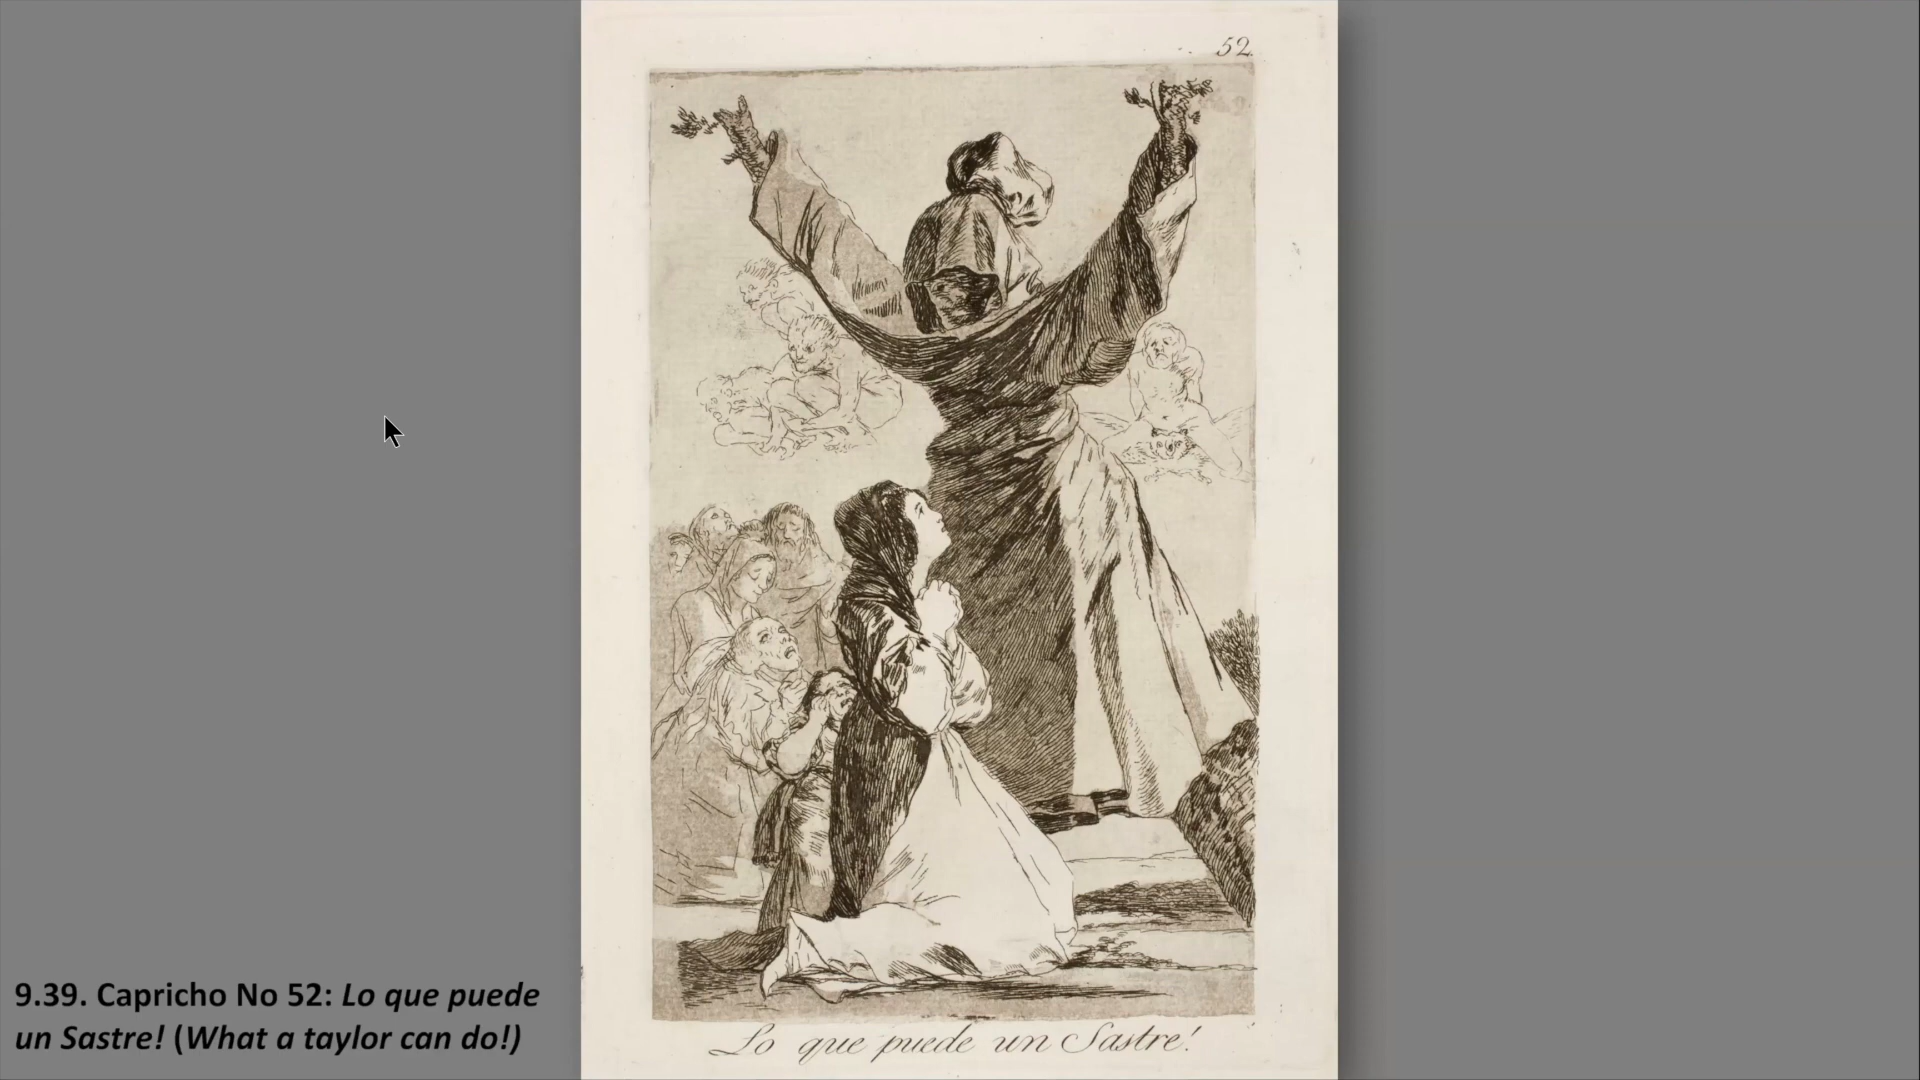 52
Lo que puede un Sastre!
9.39. Capricho No 52: Lo que puede
un Sastre! (What a taylor can do!)